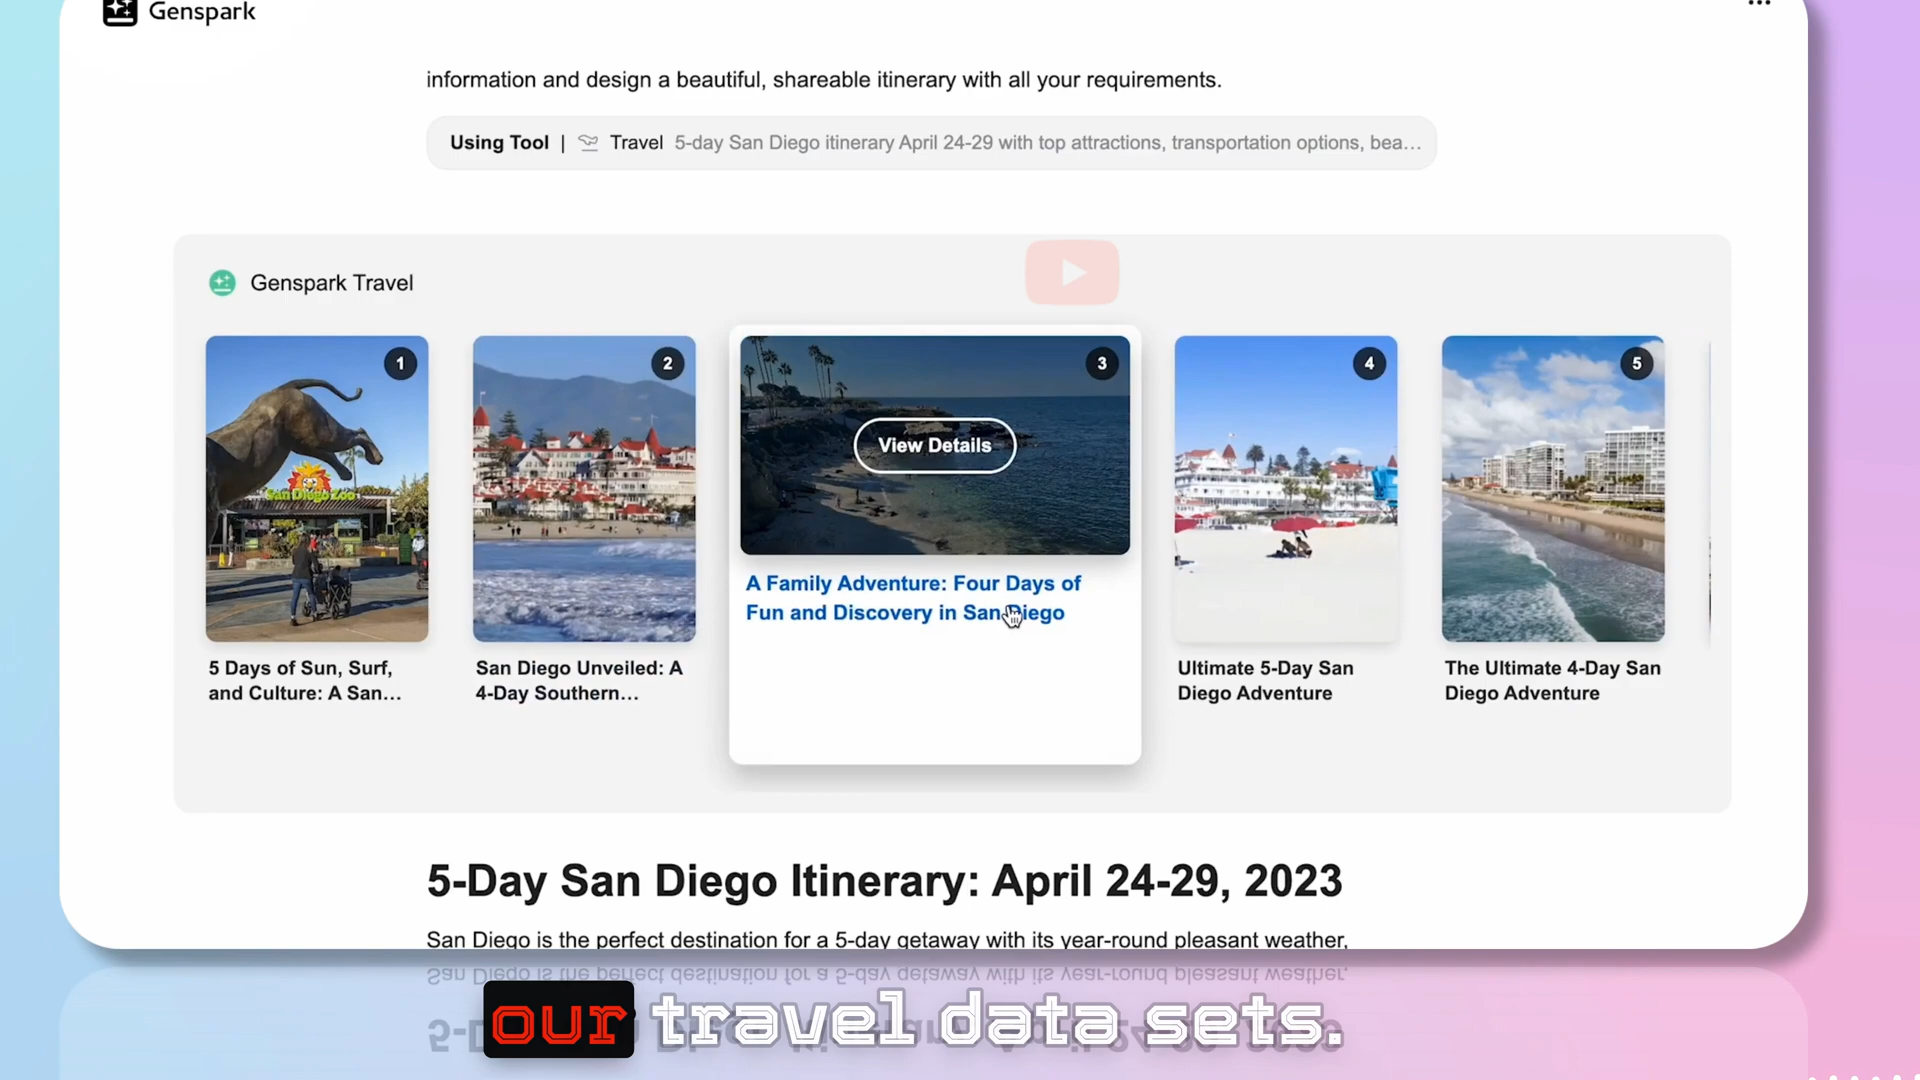 Genspark
information and design a beautiful, shareable itinerary with all your requirements.
Using Tool | Travel 5-day San Diego itinerary April 24-29 with top attractions, transportation options, bea...
Genspark Travel
1
2
3
4
5
San Diego Zoo
View Details
A Family Adventure: Four Days of
Fun and Discovery in San Diego
5 Days of Sun, Surf,
and Culture: A San...
San Diego Unveiled: A
4-Day Southern...
Ultimate 5-Day San
Diego Adventure
The Ultimate 4-Day San
Diego Adventure
5-Day San Diego Itinerary: April 24-29, 2023
San Diego is the perfect destination for a 5-day getaway with its year-round pleasant weather,
our travel data sets.